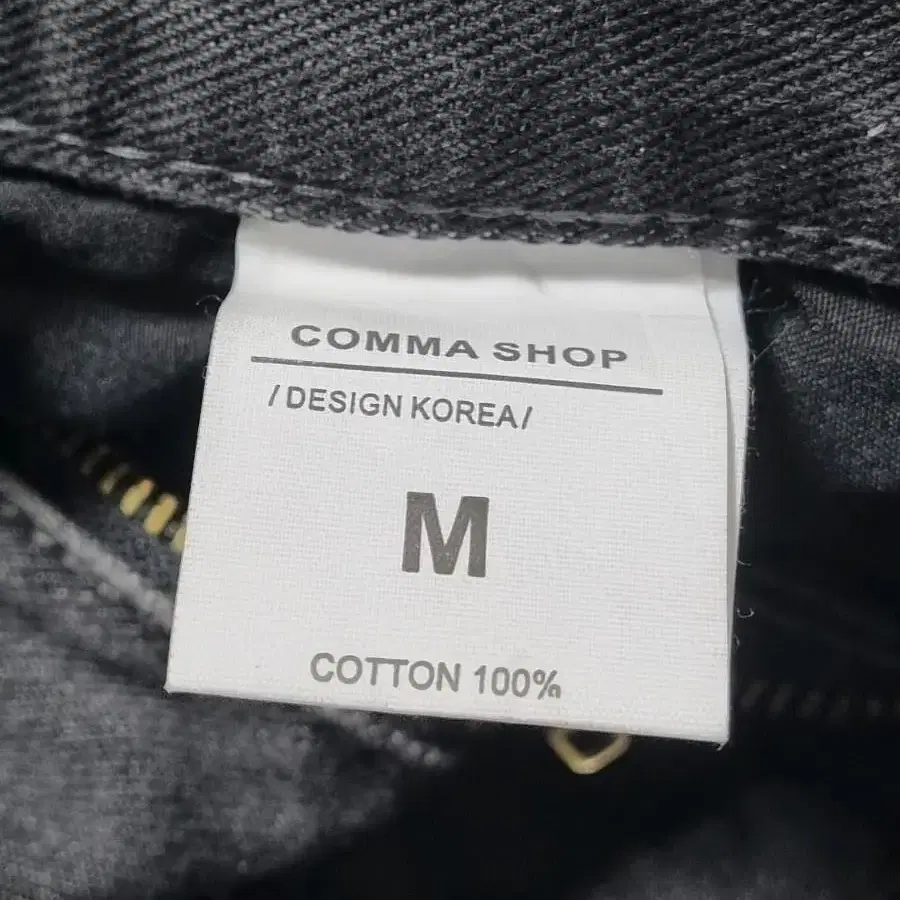 COMMA SHOP
/DESIGN KOREA/
M
COTTON 100%